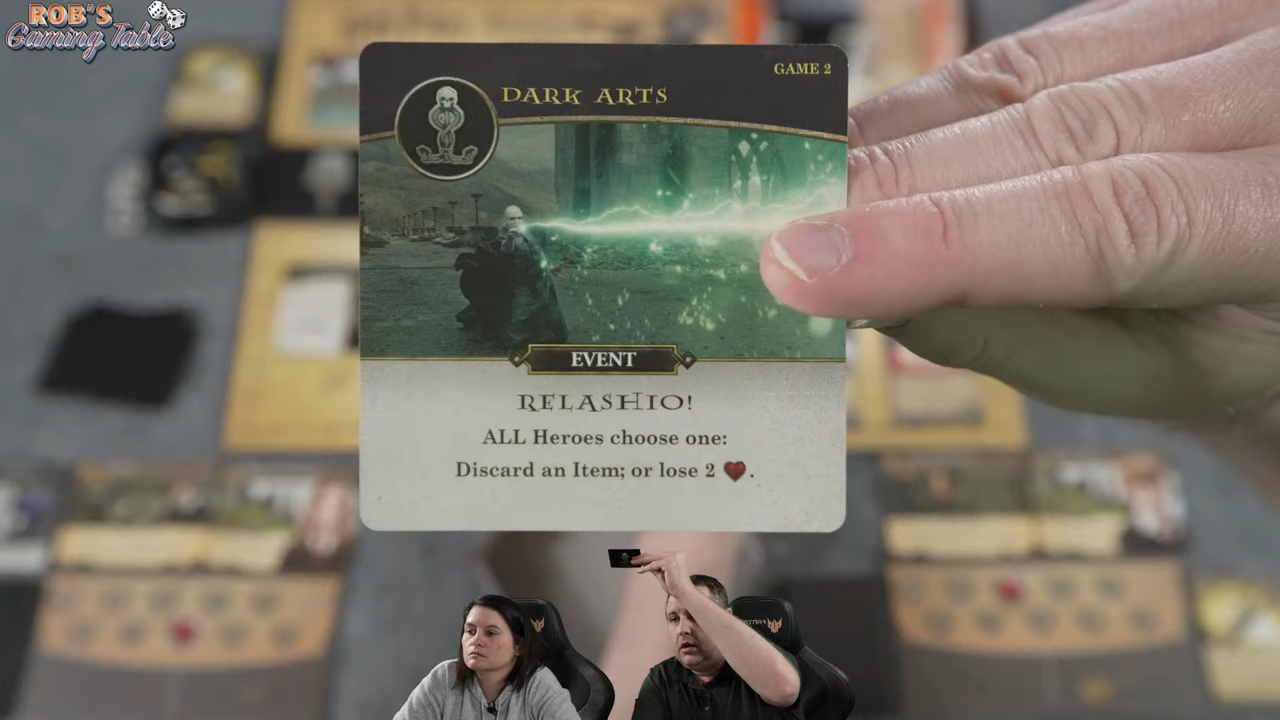 ROB'S
Gaming Table
GAME 2
DARK ARTS
EVENT
RELASHIO!
ALL Heroes choose one:
Discard an Item; or lose 2 .